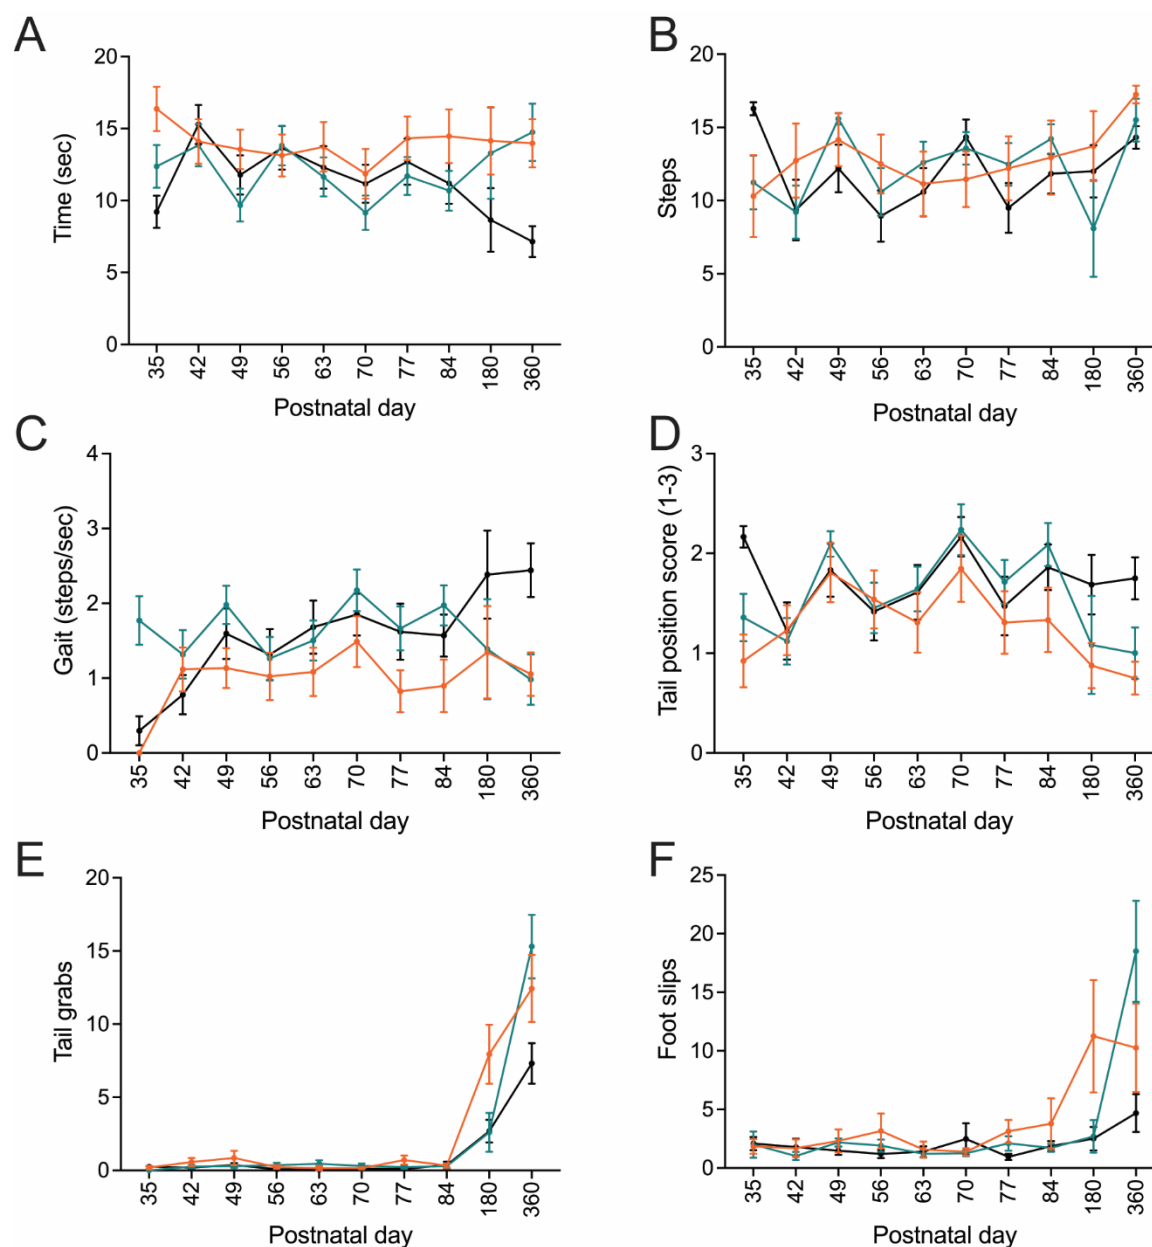 A
B
Time (sec)
20
15
10
5
0
35 42 49 56 63 70 77 84 180 360
Postnatal day
Steps
20
15
10
5
0
35 42 49 56 63 70 77 84 180 360
Postnatal day
C
D
Gait (steps/sec)
4
3
2
1
0
35 42 49 56 63 70 77 84 180 360
Postnatal day
Tail position score (1-3)
3
2
1
0
35 42 49 56 63 70 77 84 180 360
Postnatal day
E
F
Tail grabs
20
15
10
5
0
35 42 49 56 63 70 77 84 180 360
Postnatal day
Foot slips
25
20
15
10
5
0
35 42 49 56 63 70 77 84 180 360
Postnatal day